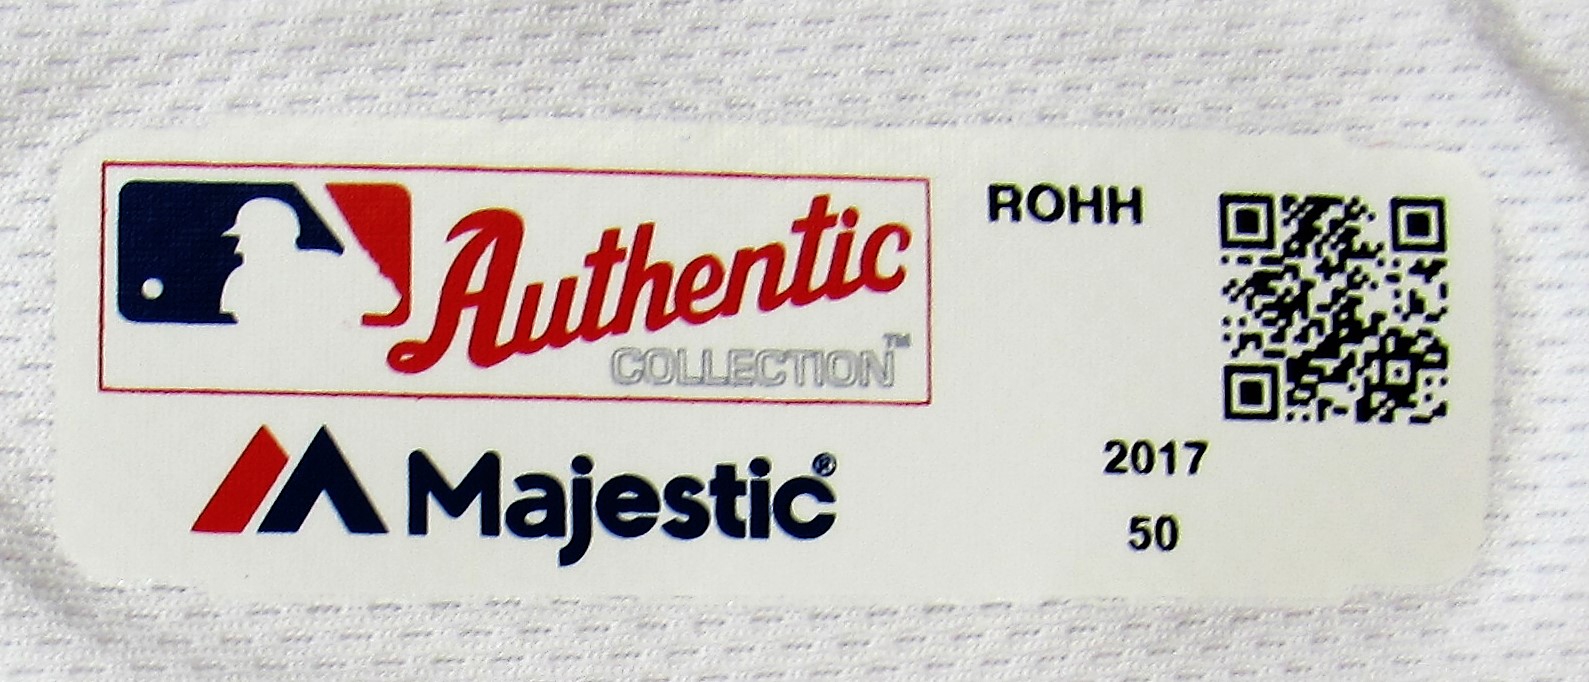 Authentic
COLLECTION™
Majestic®
ROHH
2017
50